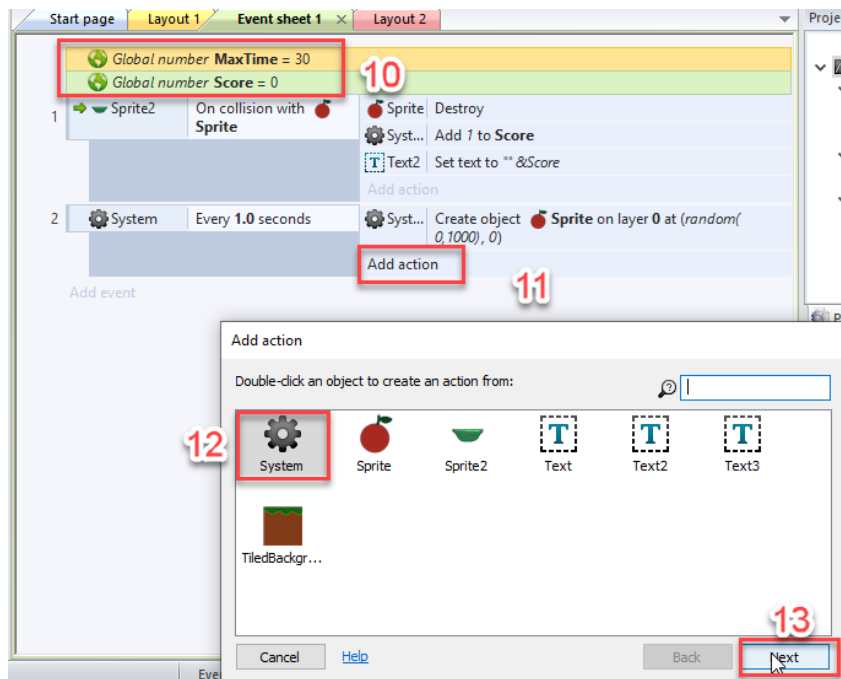 Start page Layout 1 Event sheet 1 × Layout 2
Global number MaxTime = 30
Global number Score = 0
10
1 Sprite2 On collision with Sprite Destroy
Sprite Syst... Add 1 to Score
Text2 Set text to "" &Score
Add action
2 System Every 1.0 seconds Syst... Create object Sprite on layer 0 at (random(
0,1000), 0)
Add action
11
Add event
Add action
Double-click an object to create an action from:
12
System Sprite Sprite2 Text Text2 Text3
TiledBackgr...
13
Cancel Help Back Next